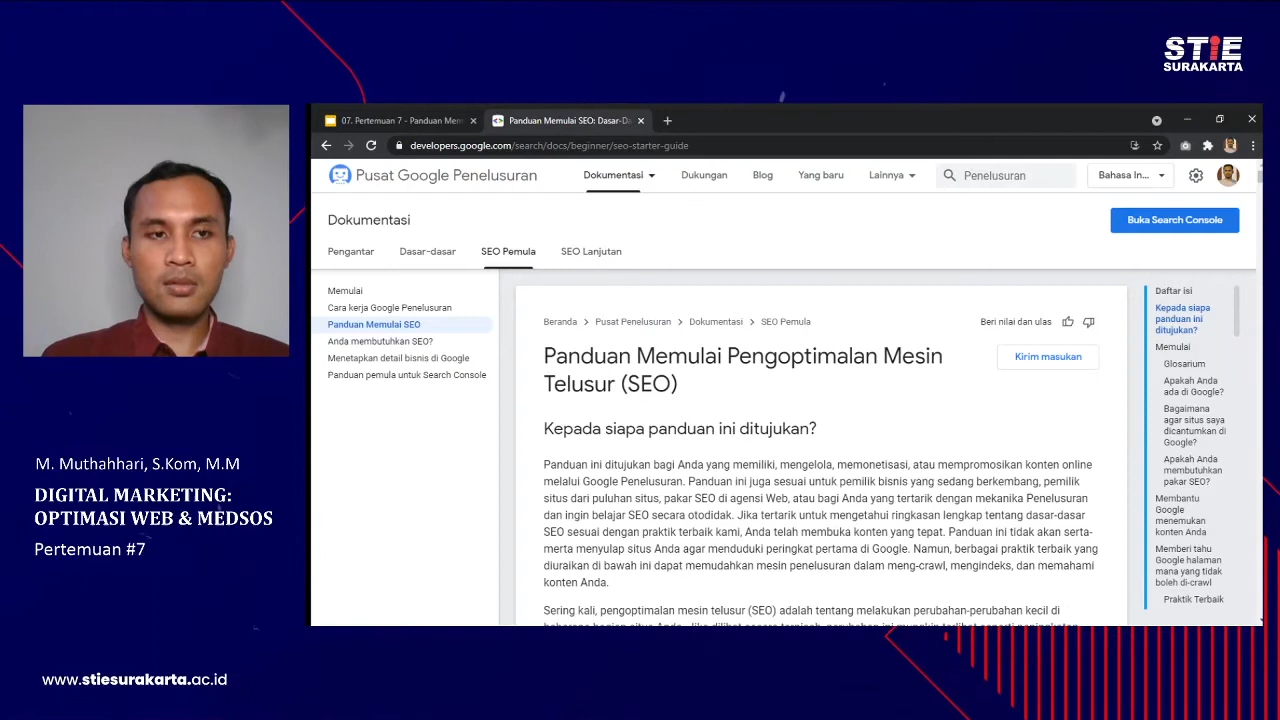 STIE
SURAKARTA
07. Pertemuan 7 - Panduan Mem
Panduan Memulai SEO: Dasar-Da
developers.google.com/search/docs/beginner/seo-starter-guide
Pusat Google Penelusuran
Dokumentasi
Dukungan
Blog
Yang baru
Lainnya
Penelusuran
Bahasa In...
Dokumentasi
Buka Search Console
Pengantar
Dasar-dasar
SEO Pemula
SEO Lanjutan
Memulai
Cara kerja Google Penelusuran
Panduan Memulai SEO
Anda membutuhkan SEO?
Menetapkan detail bisnis di Google
Panduan pemula untuk Search Console
Beranda > Pusat Penelusuran > Dokumentasi > SEO Pemula
Beri nilai dan ulas
Panduan Memulai Pengoptimalan Mesin
Telusur (SEO)
Kirim masukan
Kepada siapa panduan ini ditujukan?
Panduan ini ditujukan bagi Anda yang memiliki, mengelola, memonetisasi, atau mempromosikan konten online
melalui Google Penelusuran. Panduan ini juga sesuai untuk pemilik bisnis yang sedang berkembang, pemilik
situs dari puluhan situs, pakar SEO di agensi Web, atau bagi Anda yang tertarik dengan mekanika Penelusuran
dan ingin belajar SEO secara otodidak. Jika tertarik untuk mengetahui ringkasan lengkap tentang dasar-dasar
SEO sesuai dengan praktik terbaik kami, Anda telah membuka konten yang tepat. Panduan ini tidak akan serta-
merta menyulap situs Anda agar menduduki peringkat pertama di Google. Namun, berbagai praktik terbaik yang
diuraikan di bawah ini dapat memudahkan mesin penelusuran dalam meng-crawl, mengindeks, dan memahami
konten Anda.
Sering kali, pengoptimalan mesin telusur (SEO) adalah tentang melakukan perubahan-perubahan kecil di
Daftar isi
Kepada siapa
panduan ini
ditujukan?
Memulai
Glosarium
Apakah Anda
ada di Google?
Bagaimana
agar situs saya
dicantumkan di
Google?
Apakah Anda
membutuhkan
pakar SEO?
Membantu
Google
menemukan
konten Anda
Memberi tahu
Google halaman
mana yang tidak
boleh di-crawl
Praktik Terbaik
M. Muthahhari, S.Kom, M.M
DIGITAL MARKETING:
OPTIMASI WEB & MEDSOS
Pertemuan #7
www.stiesurakarta.ac.id